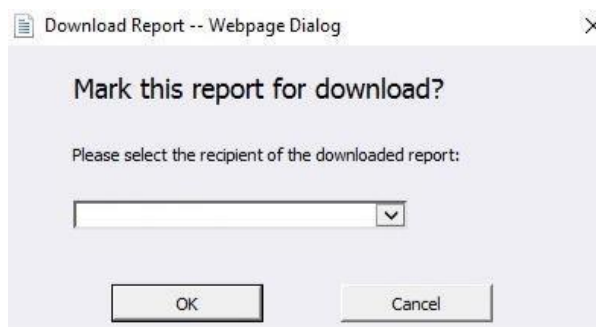 Download Report -- Webpage Dialog
Mark this report for download?
Please select the recipient of the downloaded report:
OK Cancel